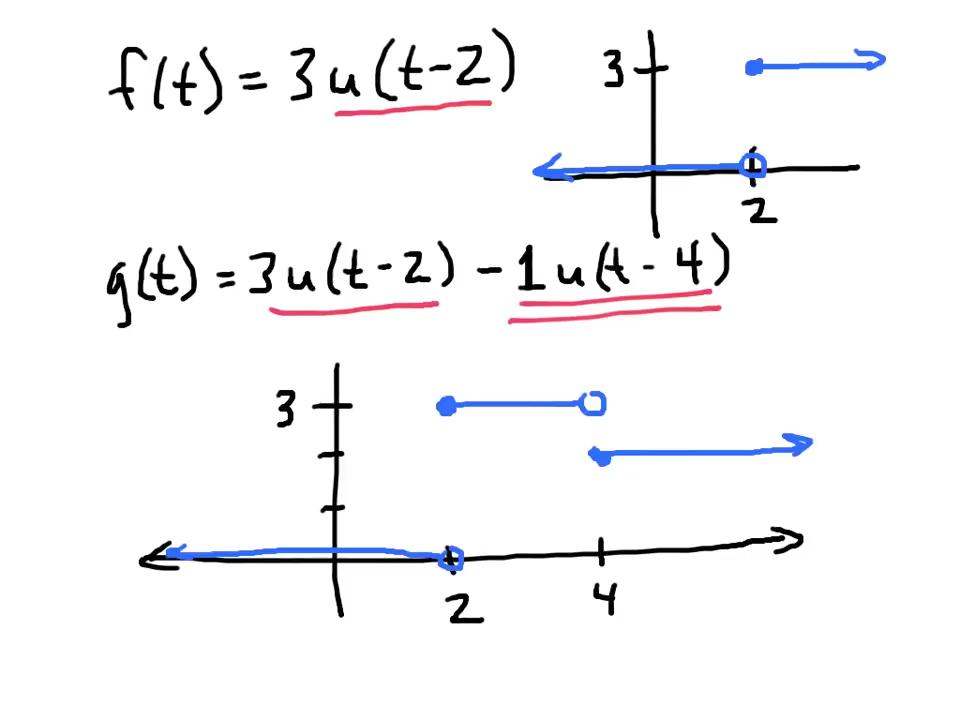 f(t) = 3u(t-2)
3
2
g(t) = 3u(t-2) - 1u(t-4)
3
2
4